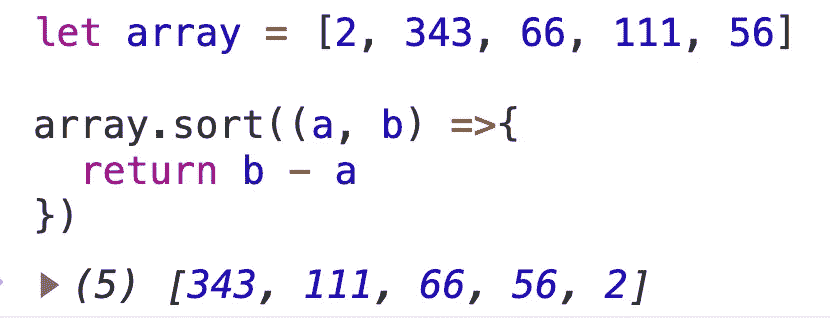 let array = [2, 343, 66, 111, 56]
array.sort((a, b) =>{
return b - a
})
(5) [343, 111, 66, 56, 2]